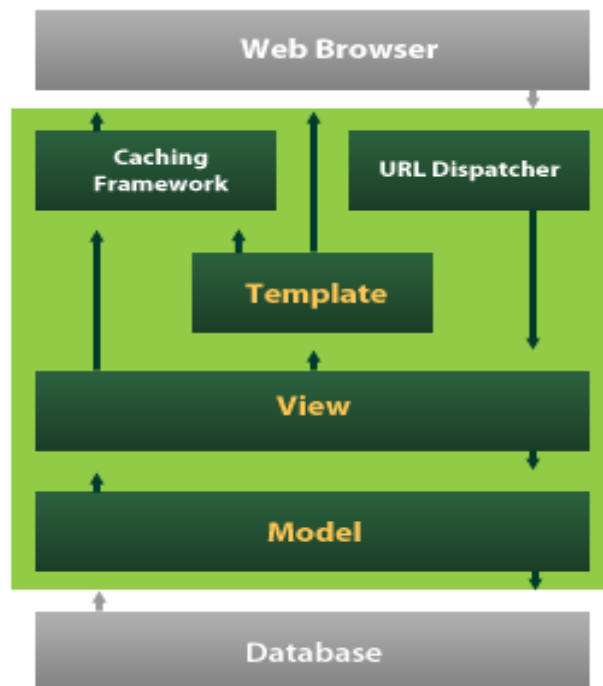 Web Browser
Caching
Framework
URL Dispatcher
Template
View
Model
Database